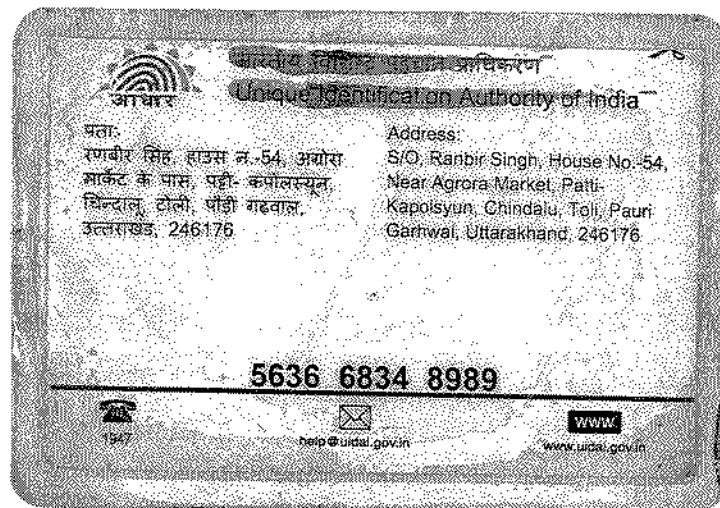 भारतीय विशिष्ट पहचान प्राधिकरण
Unique Identification Authority of India
आधार
पता:
रणबीर सिंह, हाउस न.-54, अग्रोरा
मार्केट के पास, पट्टी- कपोलस्यून,
चिन्दालू, टोली, पौड़ी गढवाल,
उत्तराखंड, 246176
Address:
S/O, Ranbir Singh, House No.-54,
Near Agrora Market, Patti-
Kapolsyun, Chindalu, Toli, Pauri
Garhwal, Uttarakhand, 246176
5636 6834 8989
1947
help@uidai.gov.in
www
www.uidai.gov.in